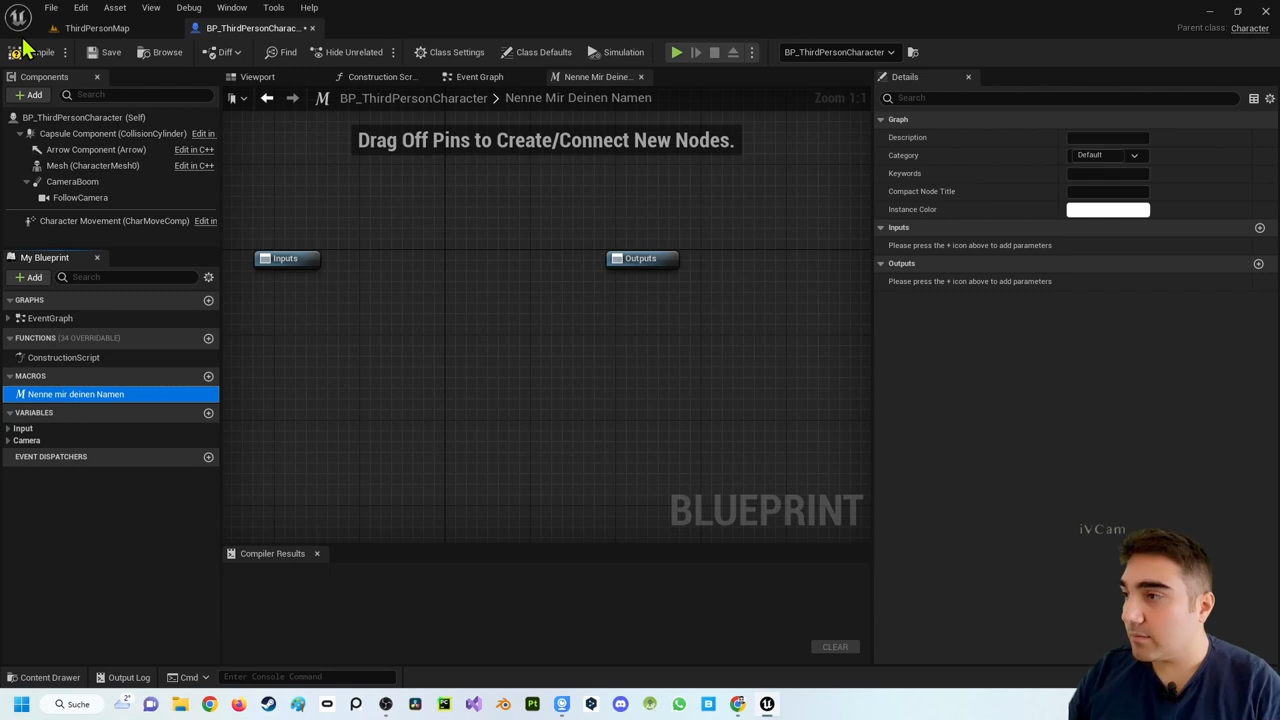 File Edit Asset View Debug Window Tools Help
ThirdPersonMap BP_ThirdPersonCharac... Parent class: Character
Save Browse Diff Find Hide Unrelated Class Settings Class Defaults Simulation BP_ThirdPersonCharacter
Components Viewport Construction Scr... Event Graph Nenne Mir Deine... Details
Add Search BP_ThirdPersonCharacter > Nenne Mir Deinen Namen Zoom 1:1 Search
BP_ThirdPersonCharacter (Self)
Capsule Component (CollisionCylinder) Edit in
Arrow Component (Arrow) Edit in C++
Mesh (CharacterMesh0) Edit in C++
CameraBoom
FollowCamera
Character Movement (CharMoveComp) Edit in
My Blueprint
Add Search
GRAPHS
EventGraph
FUNCTIONS (34 OVERRIDABLE)
ConstructionScript
MACROS
Nenne mir deinen Namen
VARIABLES
Input
Camera
EVENT DISPATCHERS
Drag Off Pins to Create/Connect New Nodes.
Inputs Outputs
BLUEPRINT
Compiler Results
CLEAR
Graph
Description
Category Default
Keywords
Compact Node Title
Instance Color
Inputs
Please press the + icon above to add parameters
Outputs
Please press the + icon above to add parameters
iVCam
Content Drawer Output Log Cmd Enter Console Command
Suche 2°